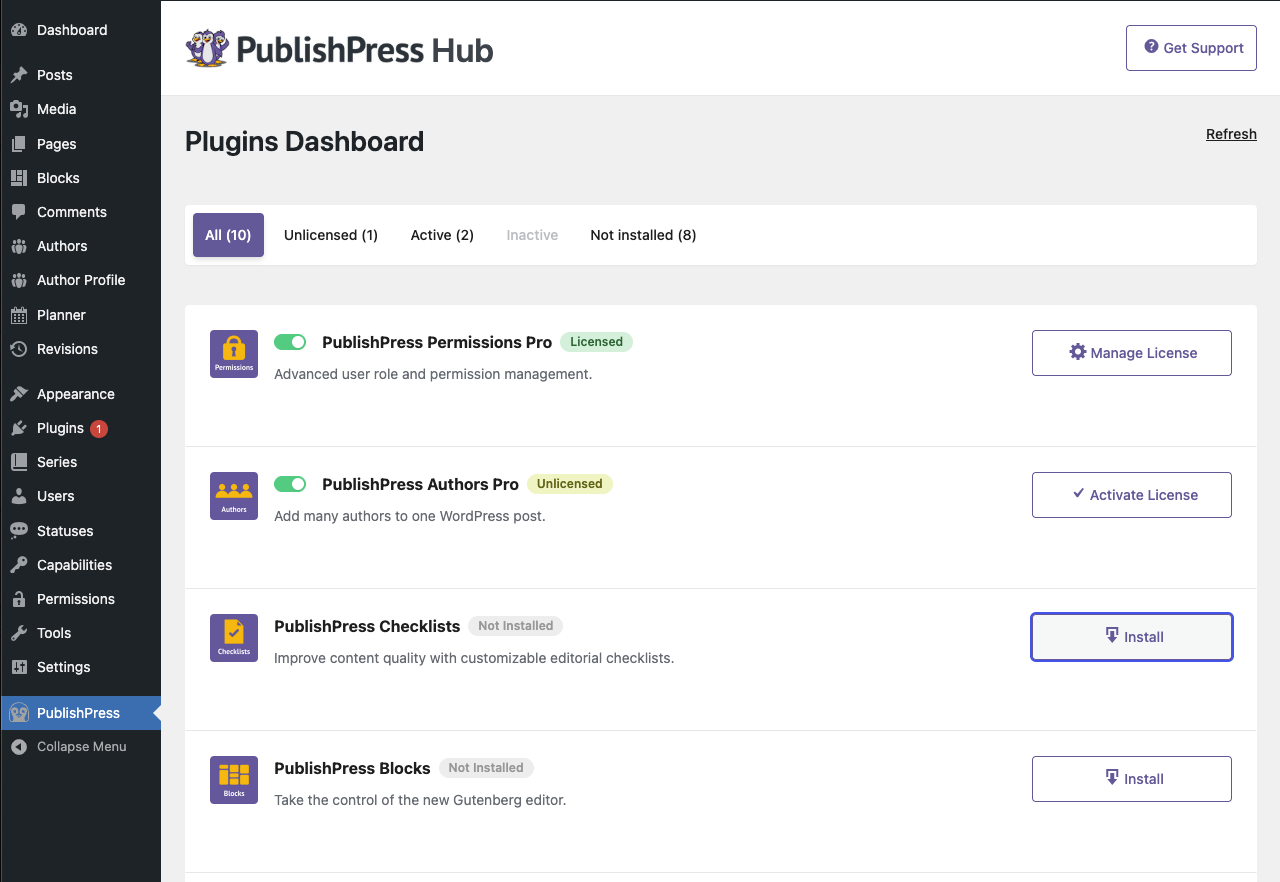 Dashboard
Posts
Media
Pages
Blocks
Comments
Authors
Author Profile
Planner
Revisions
Appearance
Plugins 1
Series
Users
Statuses
Capabilities
Permissions
Tools
Settings
PublishPress
Collapse Menu
PublishPress Hub
Get Support
Plugins Dashboard
Refresh
All (10) Unlicensed (1) Active (2) Inactive Not installed (8)
Permissions
PublishPress Permissions Pro Licensed
Advanced user role and permission management.
Manage License
Authors
PublishPress Authors Pro Unlicensed
Add many authors to one WordPress post.
Activate License
Checklists
PublishPress Checklists Not Installed
Improve content quality with customizable editorial checklists.
Install
Blocks
PublishPress Blocks Not Installed
Take the control of the new Gutenberg editor.
Install